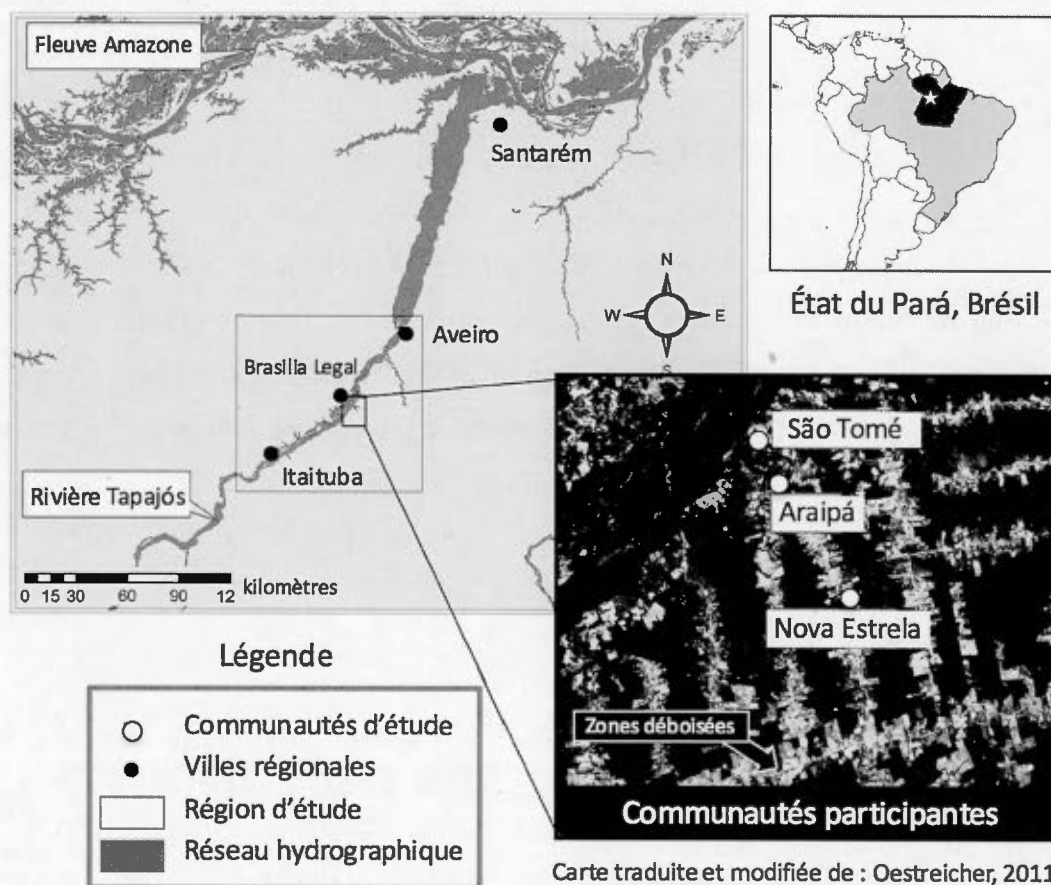 Fleuve Amazone
Santarém
État du Pará, Brésil
N
W
E
S
Aveiro
Brasilia Legal
Itaituba
Rivière Tapajós
kilomètres
0 15 30 60 90 12
São Tomé
Araipá
Nova Estrela
Zones déboisées
Communautés participantes
Légende
Communautés d'étude
Villes régionales
Région d'étude
Réseau hydrographique
Carte traduite et modifiée de : Oestreicher, 2011